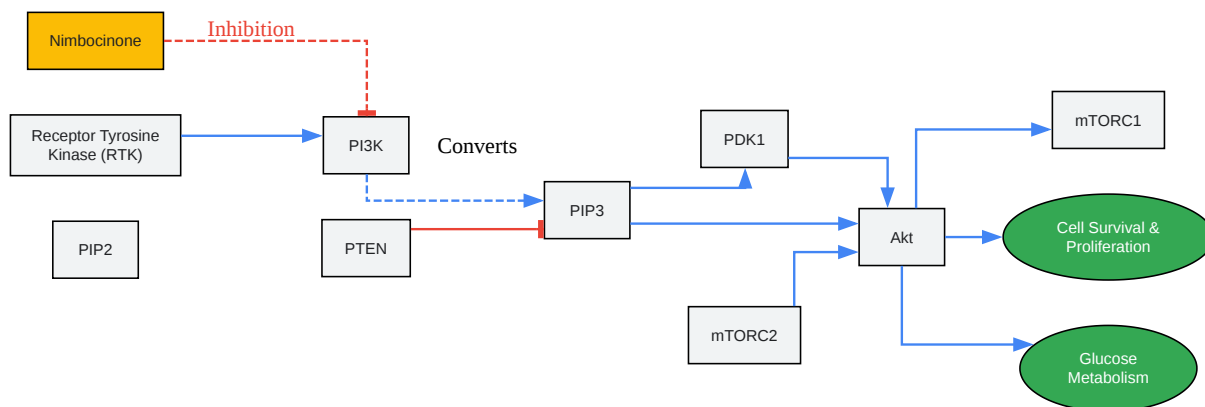 Nimbocinone
Inhibition
Receptor Tyrosine
Kinase (RTK)
PI3K
Converts
PDK1
mTORC1
PIP2
PTEN
PIP3
Akt
Cell Survival &
Proliferation
mTORC2
Glucose
Metabolism